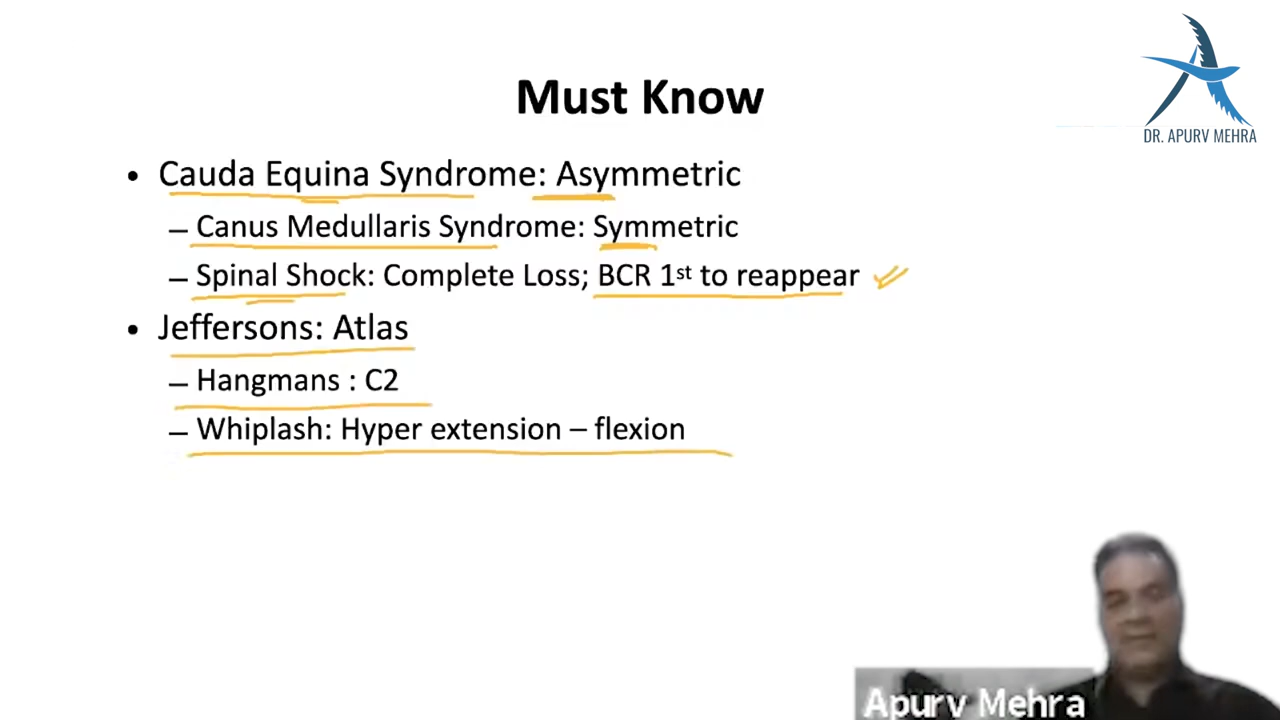 Must Know
DR. APURV MEHRA
• Cauda Equina Syndrome: Asymmetric
– Canus Medullaris Syndrome: Symmetric
– Spinal Shock: Complete Loss; BCR 1st to reappear
• Jeffersons: Atlas
– Hangmans : C2
– Whiplash: Hyper extension – flexion
Apurv Mehra